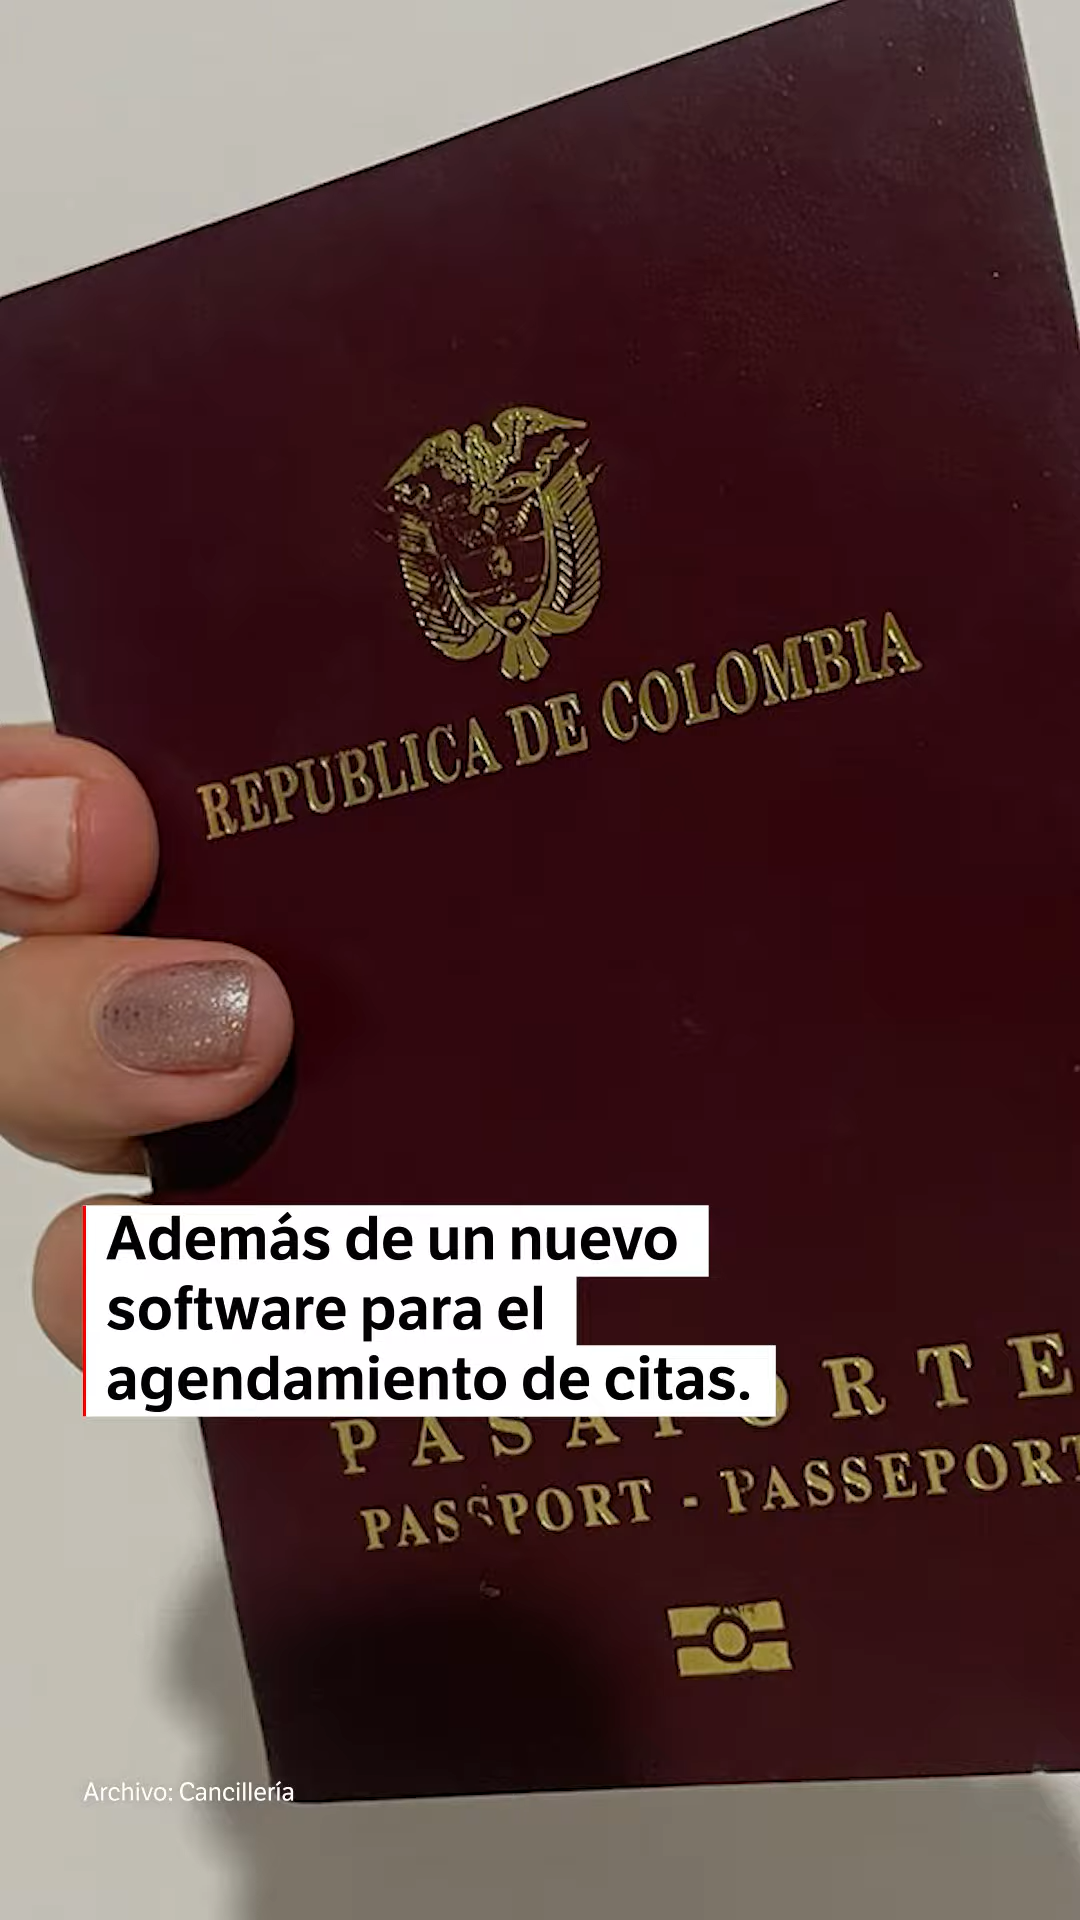 REPUBLICA DE COLOMBIA
Además de un nuevo
software para el
agendamiento de citas.
PASAPORTE
PASSPORT - PASSEPORT
Archivo: Cancillería